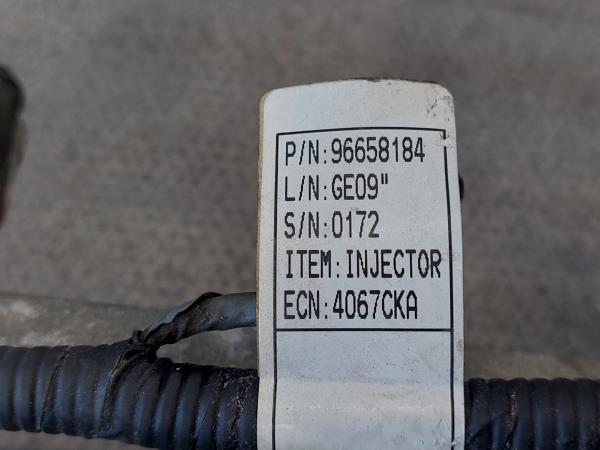 P/N:96658184
L/N:GE09"
S/N:0172
ITEM:INJECTOR
ECN:4067CKA